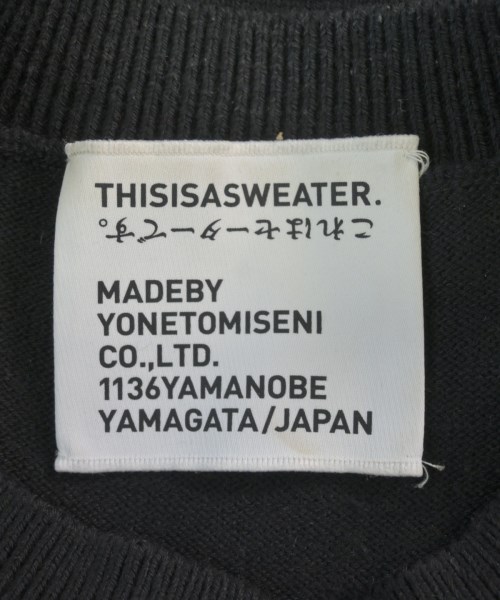 THISISASWEATER.
これはセーターです。
MADEBY
YONETOMISENI
CO.,LTD.
1136YAMANOBE
YAMAGATA/JAPAN